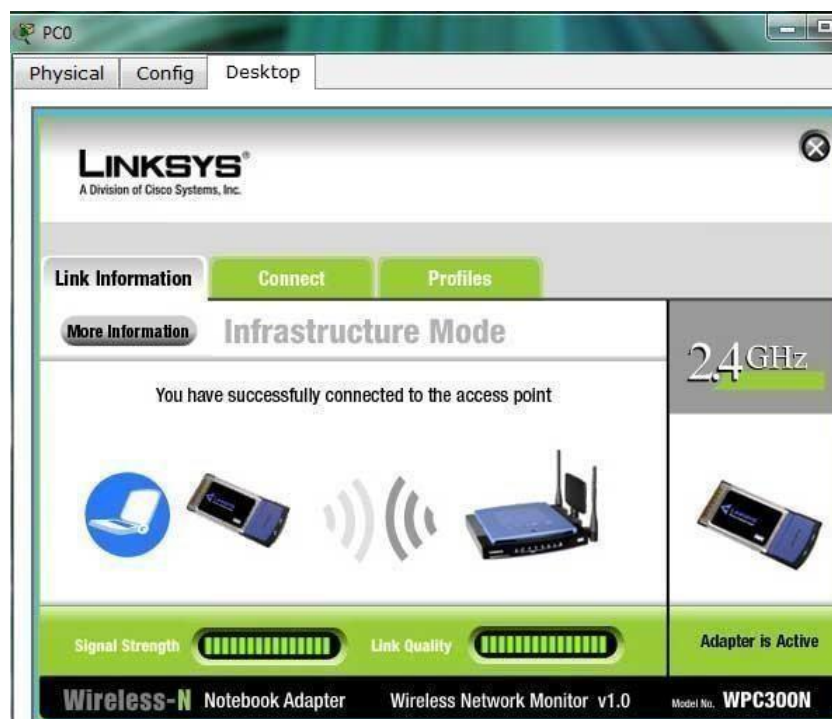 PC0
Physical Config Desktop
LINKSYS®
A Division of Cisco Systems, Inc.
Link Information Connect Profiles
More Information Infrastructure Mode
2.4GHz
You have successfully connected to the access point
Signal Strength Link Quality Adapter is Active
Wireless-N Notebook Adapter Wireless Network Monitor v1.0 Model No. WPC300N